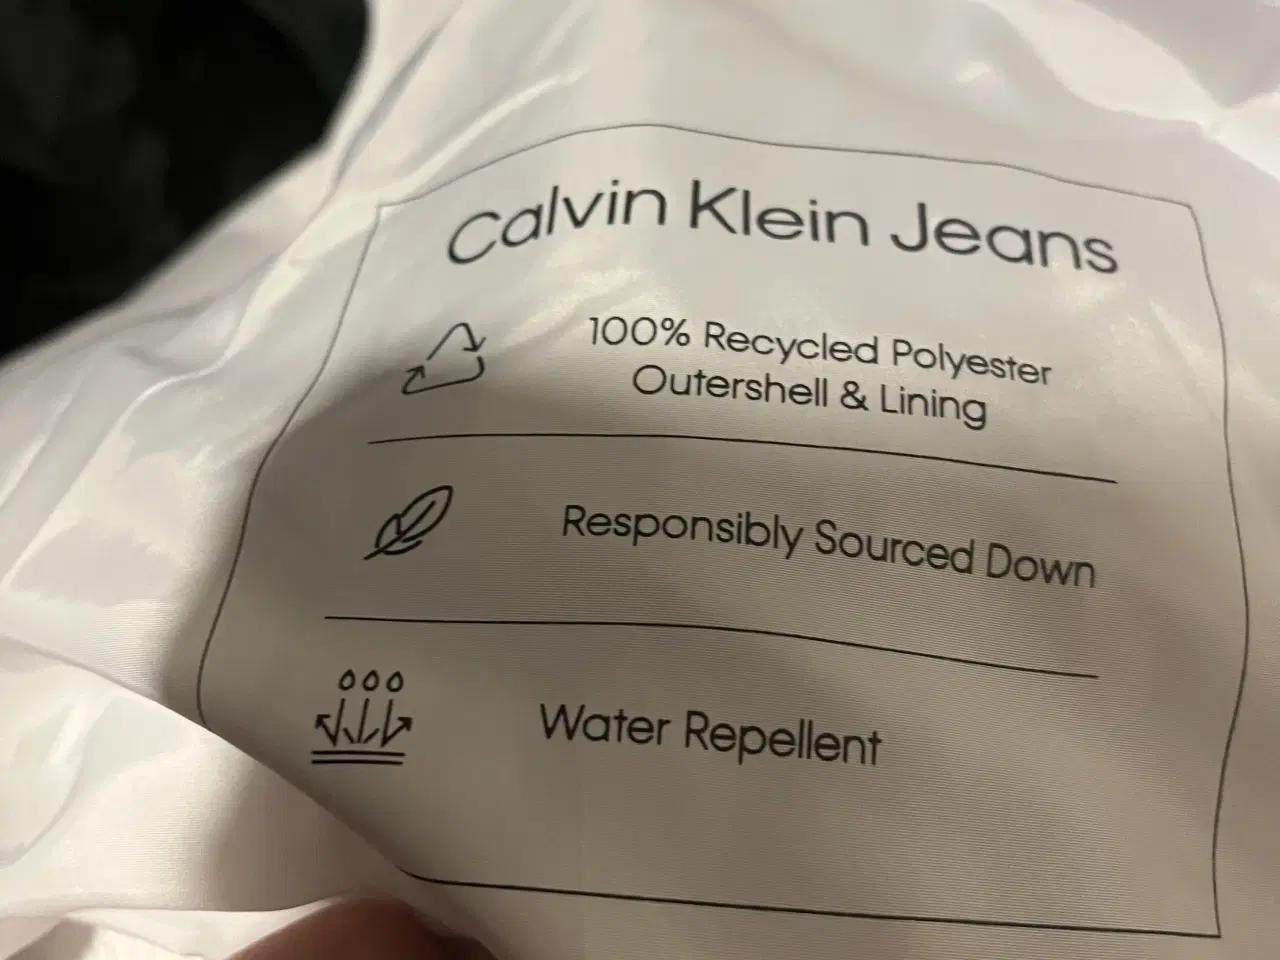 Calvin Klein Jeans
100% Recycled Polyester
Outershell & Lining
Responsibly Sourced Down
Water Repellent